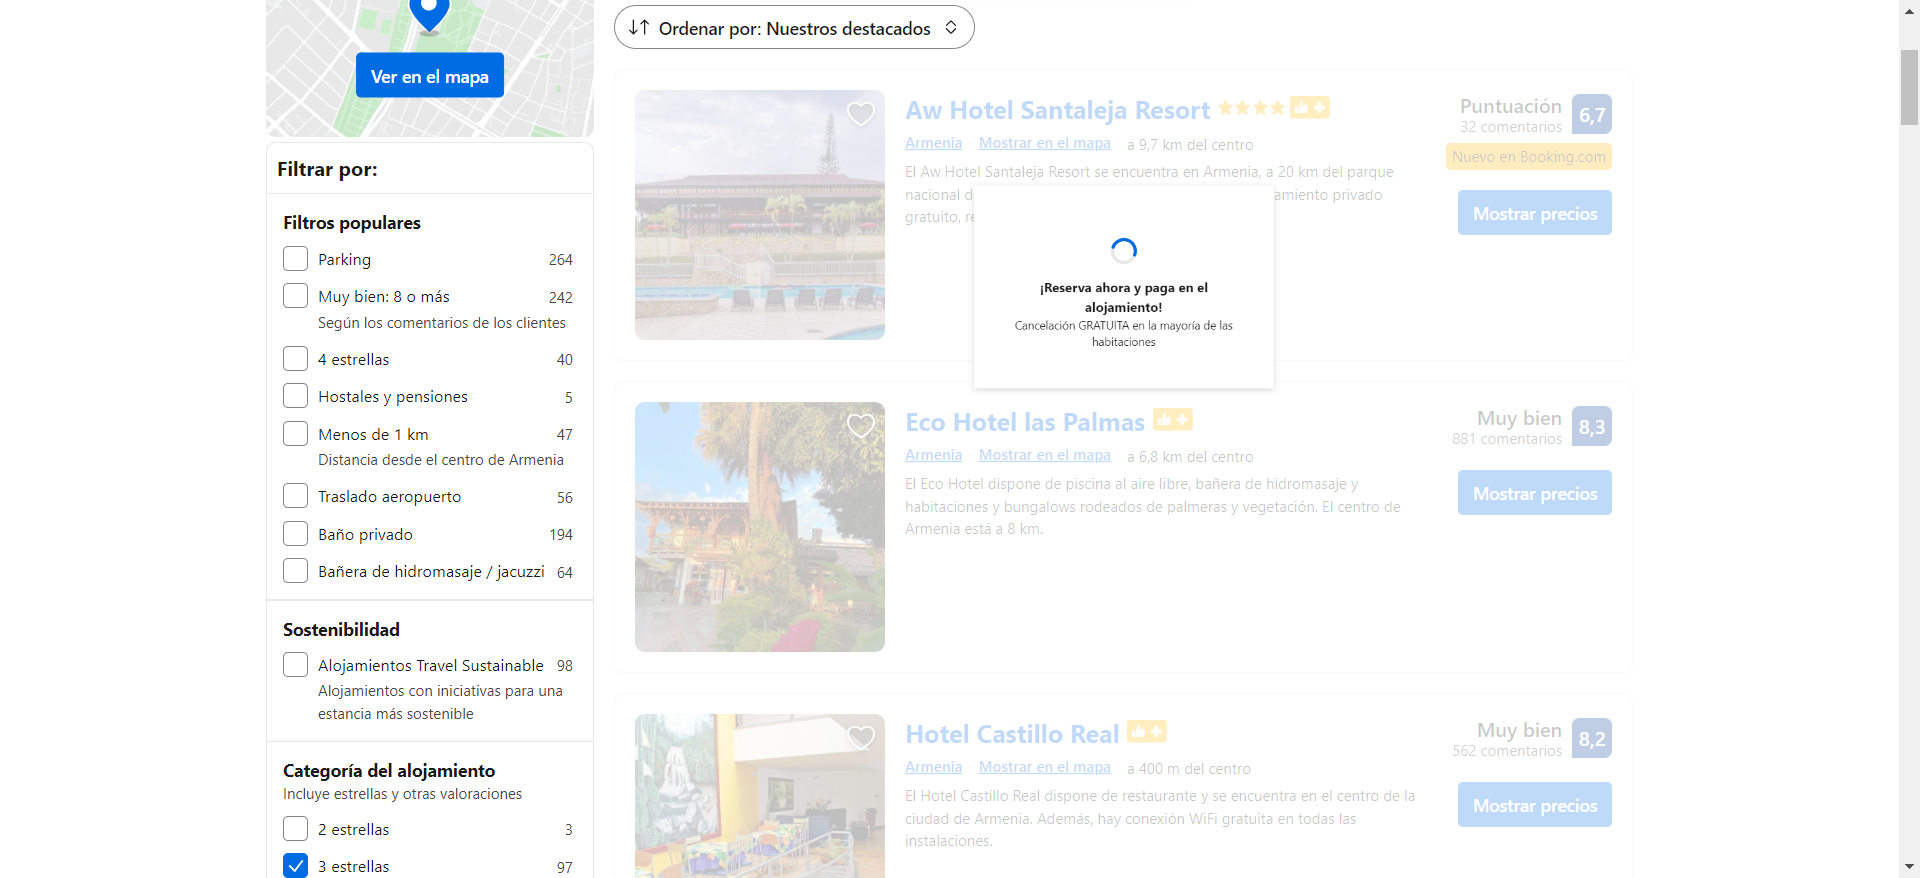 Ver en el mapa
Filtrar por:
Filtros populares
Parking 264
Muy bien: 8 o más 242
Según los comentarios de los clientes
4 estrellas 40
Hostales y pensiones 5
Menos de 1 km 47
Distancia desde el centro de Armenia
Traslado aeropuerto 56
Baño privado 194
Bañera de hidromasaje / jacuzzi 64
Sostenibilidad
Alojamientos Travel Sustainable 98
Alojamientos con iniciativas para una
estancia más sostenible
Categoría del alojamiento
Incluye estrellas y otras valoraciones
2 estrellas 3
3 estrellas 97
Ordenar por: Nuestros destacados
Aw Hotel Santaleja Resort
Armenia Mostrar en el mapa a 9,7 km del centro
El Aw Hotel Santaleja Resort se encuentra en Armenia, a 20 km del parque
nacional amiento privado
gratuito,
Puntuación 6,7
32 comentarios
Nuevo en Booking.com
Mostrar precios
¡Reserva ahora y paga en el
alojamiento!
Cancelación GRATUITA en la mayoría de las
habitaciones
Eco Hotel las Palmas
Armenia Mostrar en el mapa a 6,8 km del centro
El Eco Hotel dispone de piscina al aire libre, bañera de hidromasaje y
habitaciones y bungalows rodeados de palmeras y vegetación. El centro de
Armenia está a 8 km.
Muy bien 8,3
881 comentarios
Mostrar precios
Hotel Castillo Real
Armenia Mostrar en el mapa a 400 m del centro
El Hotel Castillo Real dispone de restaurante y se encuentra en el centro de la
ciudad de Armenia. Además, hay conexión WiFi gratuita en todas las
instalaciones.
Muy bien 8,2
562 comentarios
Mostrar precios